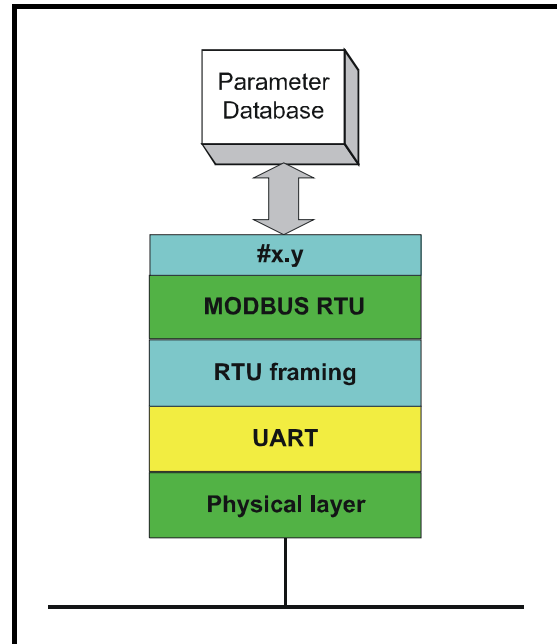 Parameter
Database
#x.y
MODBUS RTU
RTU framing
UART
Physical layer